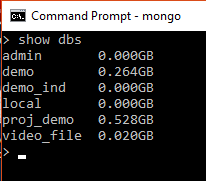 Command Prompt - mongo
> show dbs
admin 0.000GB
demo 0.264GB
demo_ind 0.000GB
local 0.000GB
proj_demo 0.528GB
video_file 0.020GB
>